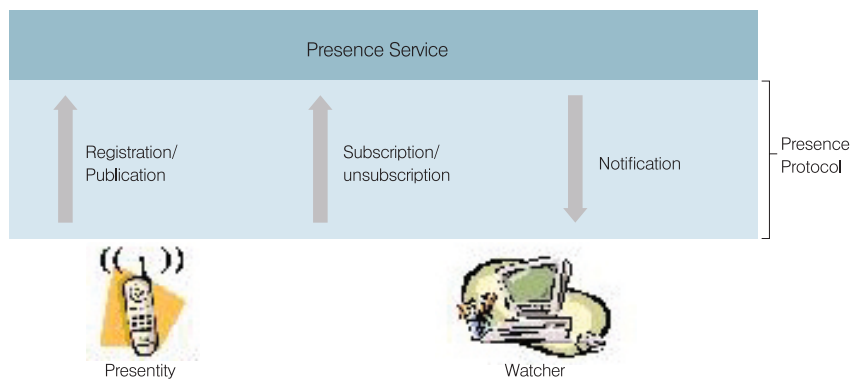 Presence Service
Registration/
Publication
Subscription/
unsubscription
Notification
Presence
Protocol
Presentity
Watcher